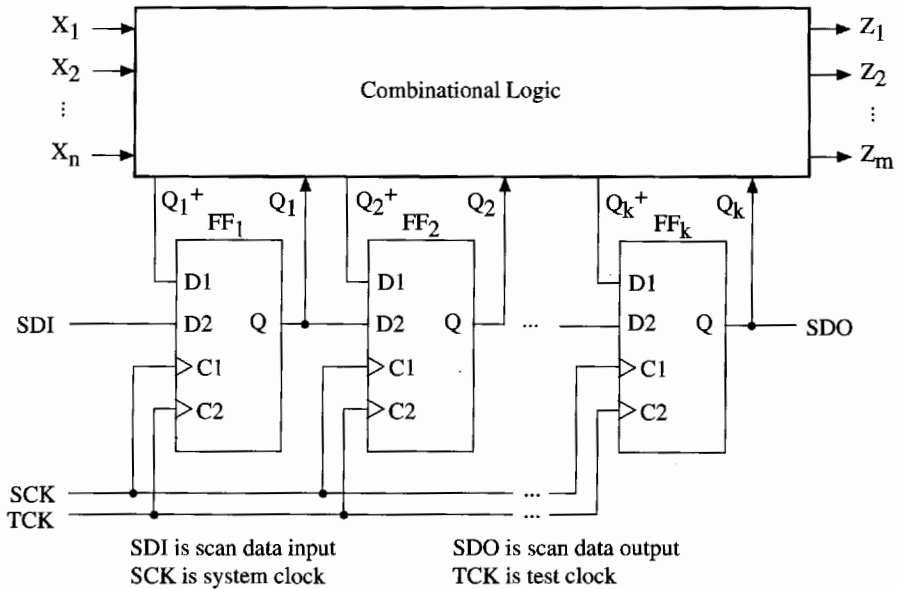 X1 Z1
X2 Z2
Combinational Logic
⋮ ⋮
Xn Zm
Q1+ Q1 Q2+ Q2 Qk+ Qk
FF1 FF2 FFk
D1 D1 D1
SDI D2 Q D2 Q ... D2 Q SDO
C1 C1 C1
C2 C2 C2
SCK ...
TCK ...
SDI is scan data input SDO is scan data output
SCK is system clock TCK is test clock